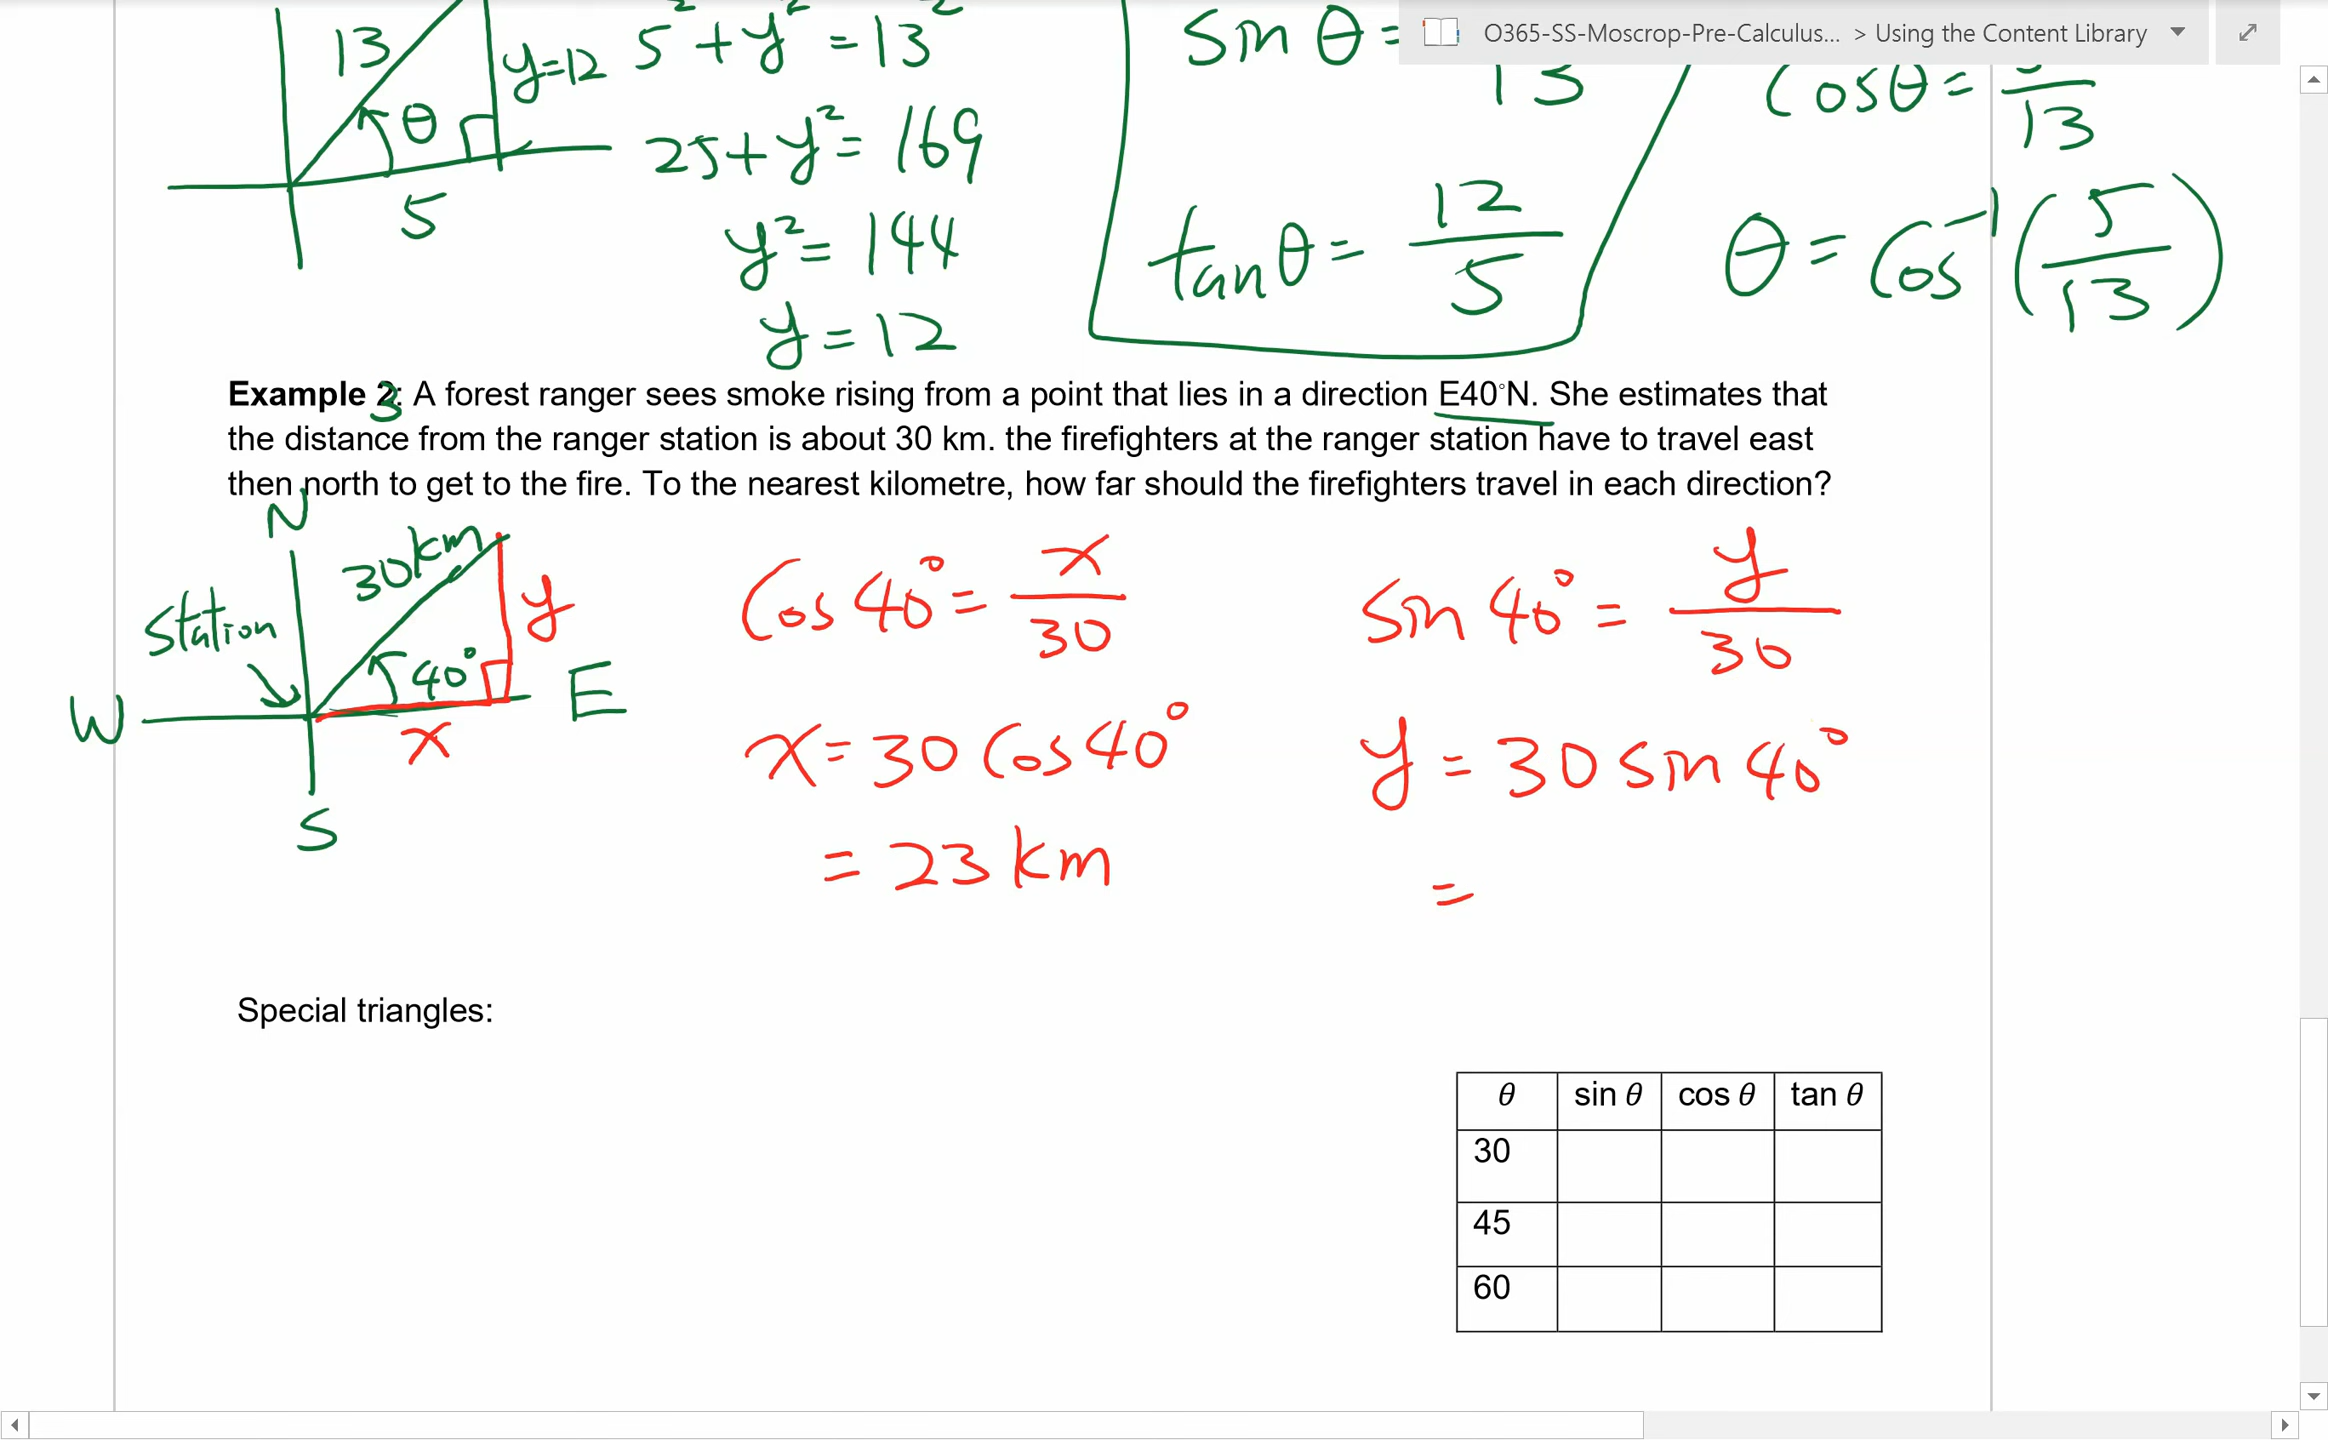 O365-SS-Moscrop-Pre-Calculus... > Using the Content Library
13
y=12
θ
5
5² + y² = 13²
25 + y² = 169
y² = 144
y = 12
sin θ =
13
tan θ = 12/5
cos θ = /13
θ = cos⁻¹(5/13)
Example 3: A forest ranger sees smoke rising from a point that lies in a direction E40°N. She estimates that
the distance from the ranger station is about 30 km. the firefighters at the ranger station have to travel east
then north to get to the fire. To the nearest kilometre, how far should the firefighters travel in each direction?
N
30km
y
Station
40°
E
W
x
S
Cos 40° = x/30
x = 30 Cos 40°
= 23 km
sin 40° = y/30
y = 30 sin 40°
=
Special triangles:
θ sin θ cos θ tan θ
30
45
60